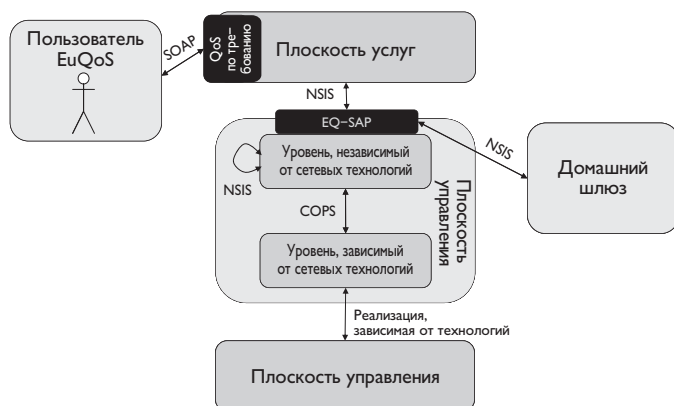 Пользователь
EuQoS
SOAP
QoS
по тре-
бованию
Плоскость услуг
NSIS
EQ–SAP
Уровень, независимый
от сетевых технологий
NSIS
COPS
Уровень, зависимый
от сетевых технологий
Плоскость
управления
NSIS
Домашний
шлюз
Реализация,
зависимая от технологий
Плоскость управления